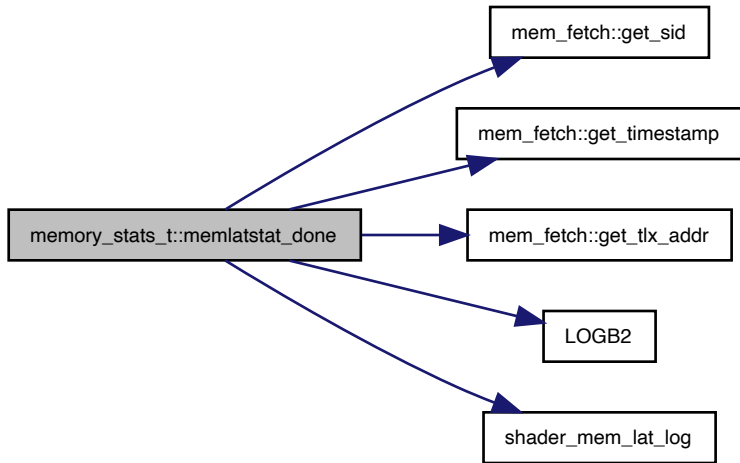 mem_fetch::get_sid
mem_fetch::get_timestamp
memory_stats_t::memlatstat_done
mem_fetch::get_tlx_addr
LOGB2
shader_mem_lat_log